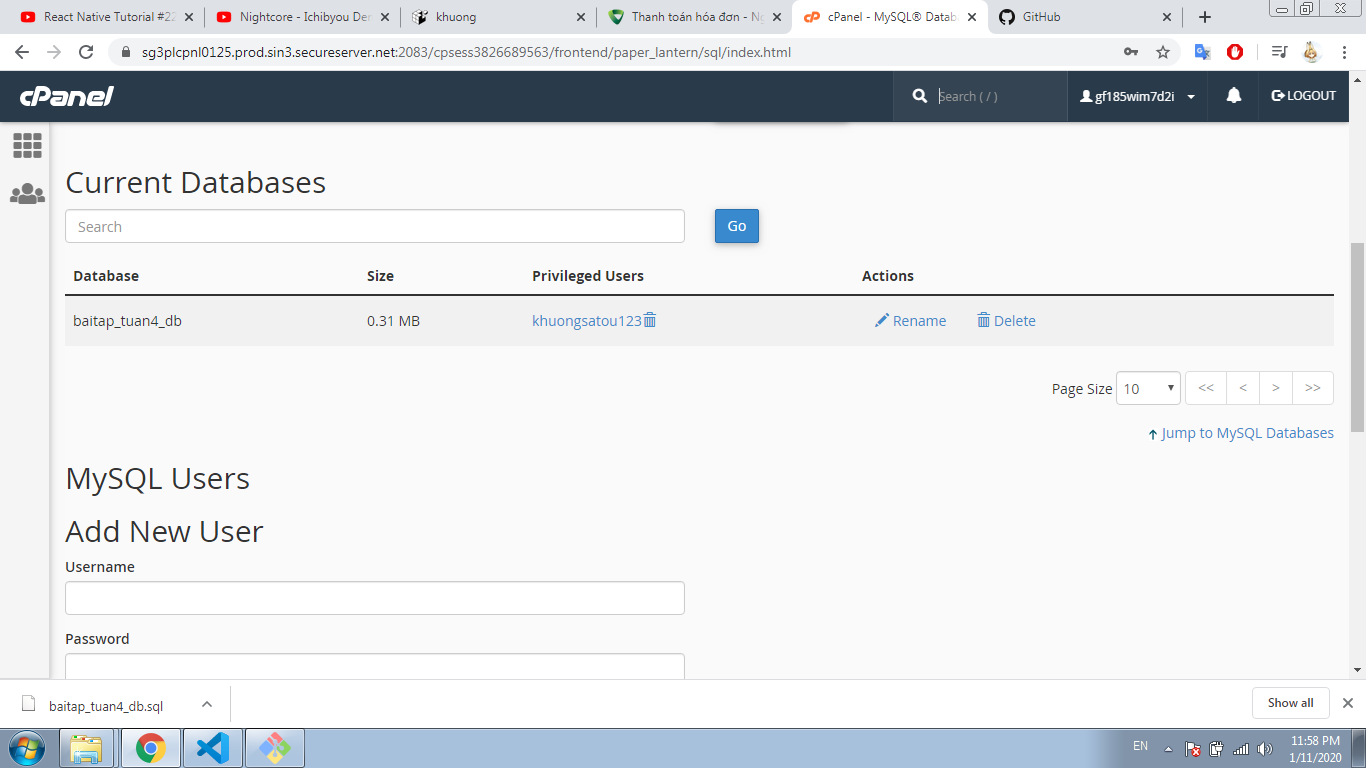 React Native Tutorial #22
Nightcore - Ichibyou Der
khuong
Thanh toán hóa đơn - Ng
cPanel - MySQL® Datab
GitHub
sg3plcpnl0125.prod.sin3.secureserver.net:2083/cpsess3826689563/frontend/paper_lantern/sql/index.html
cPanel
Search ( / )
gf185wim7d2i
LOGOUT
Current Databases
Search
Go
Database Size Privileged Users Actions
baitap_tuan4_db 0.31 MB khuongsatou123 Rename Delete
Page Size 10 << < > >>
Jump to MySQL Databases
MySQL Users
Add New User
Username
Password
baitap_tuan4_db.sql
Show all
EN
11:58 PM
1/11/2020